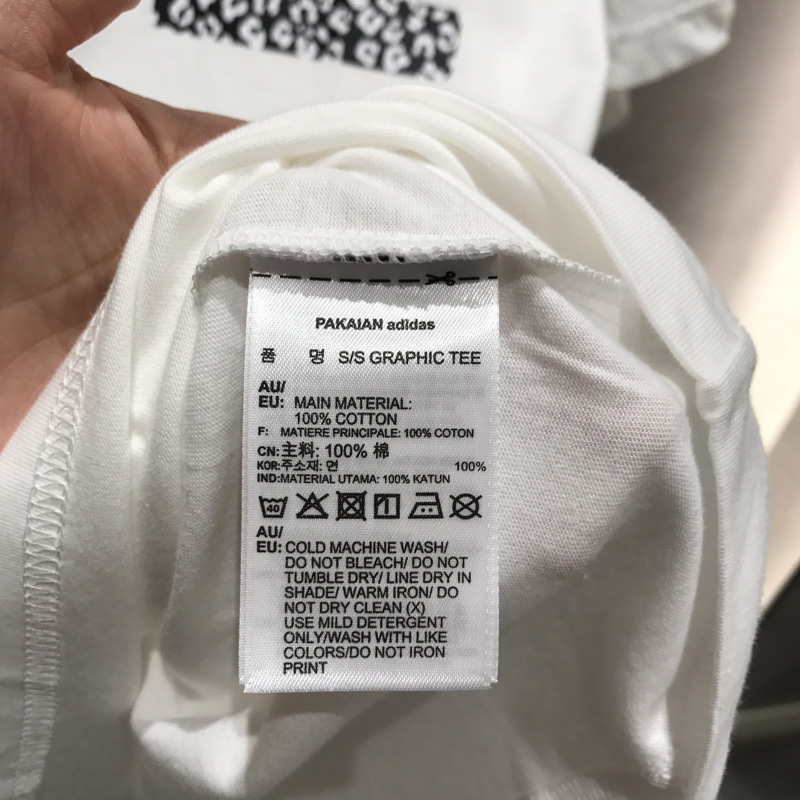 PAKAIAN adidas
품 명 S/S GRAPHIC TEE
AU/
EU: MAIN MATERIAL:
100% COTTON
F: MATIERE PRINCIPALE: 100% COTON
CN:主料: 100% 棉
KOR:주소재: 면 100%
IND:MATERIAL UTAMA: 100% KATUN
40
AU/
EU: COLD MACHINE WASH/
DO NOT BLEACH/ DO NOT
TUMBLE DRY/ LINE DRY IN
SHADE/ WARM IRON/ DO
NOT DRY CLEAN (X)
USE MILD DETERGENT
ONLY/WASH WITH LIKE
COLORS/DO NOT IRON
PRINT